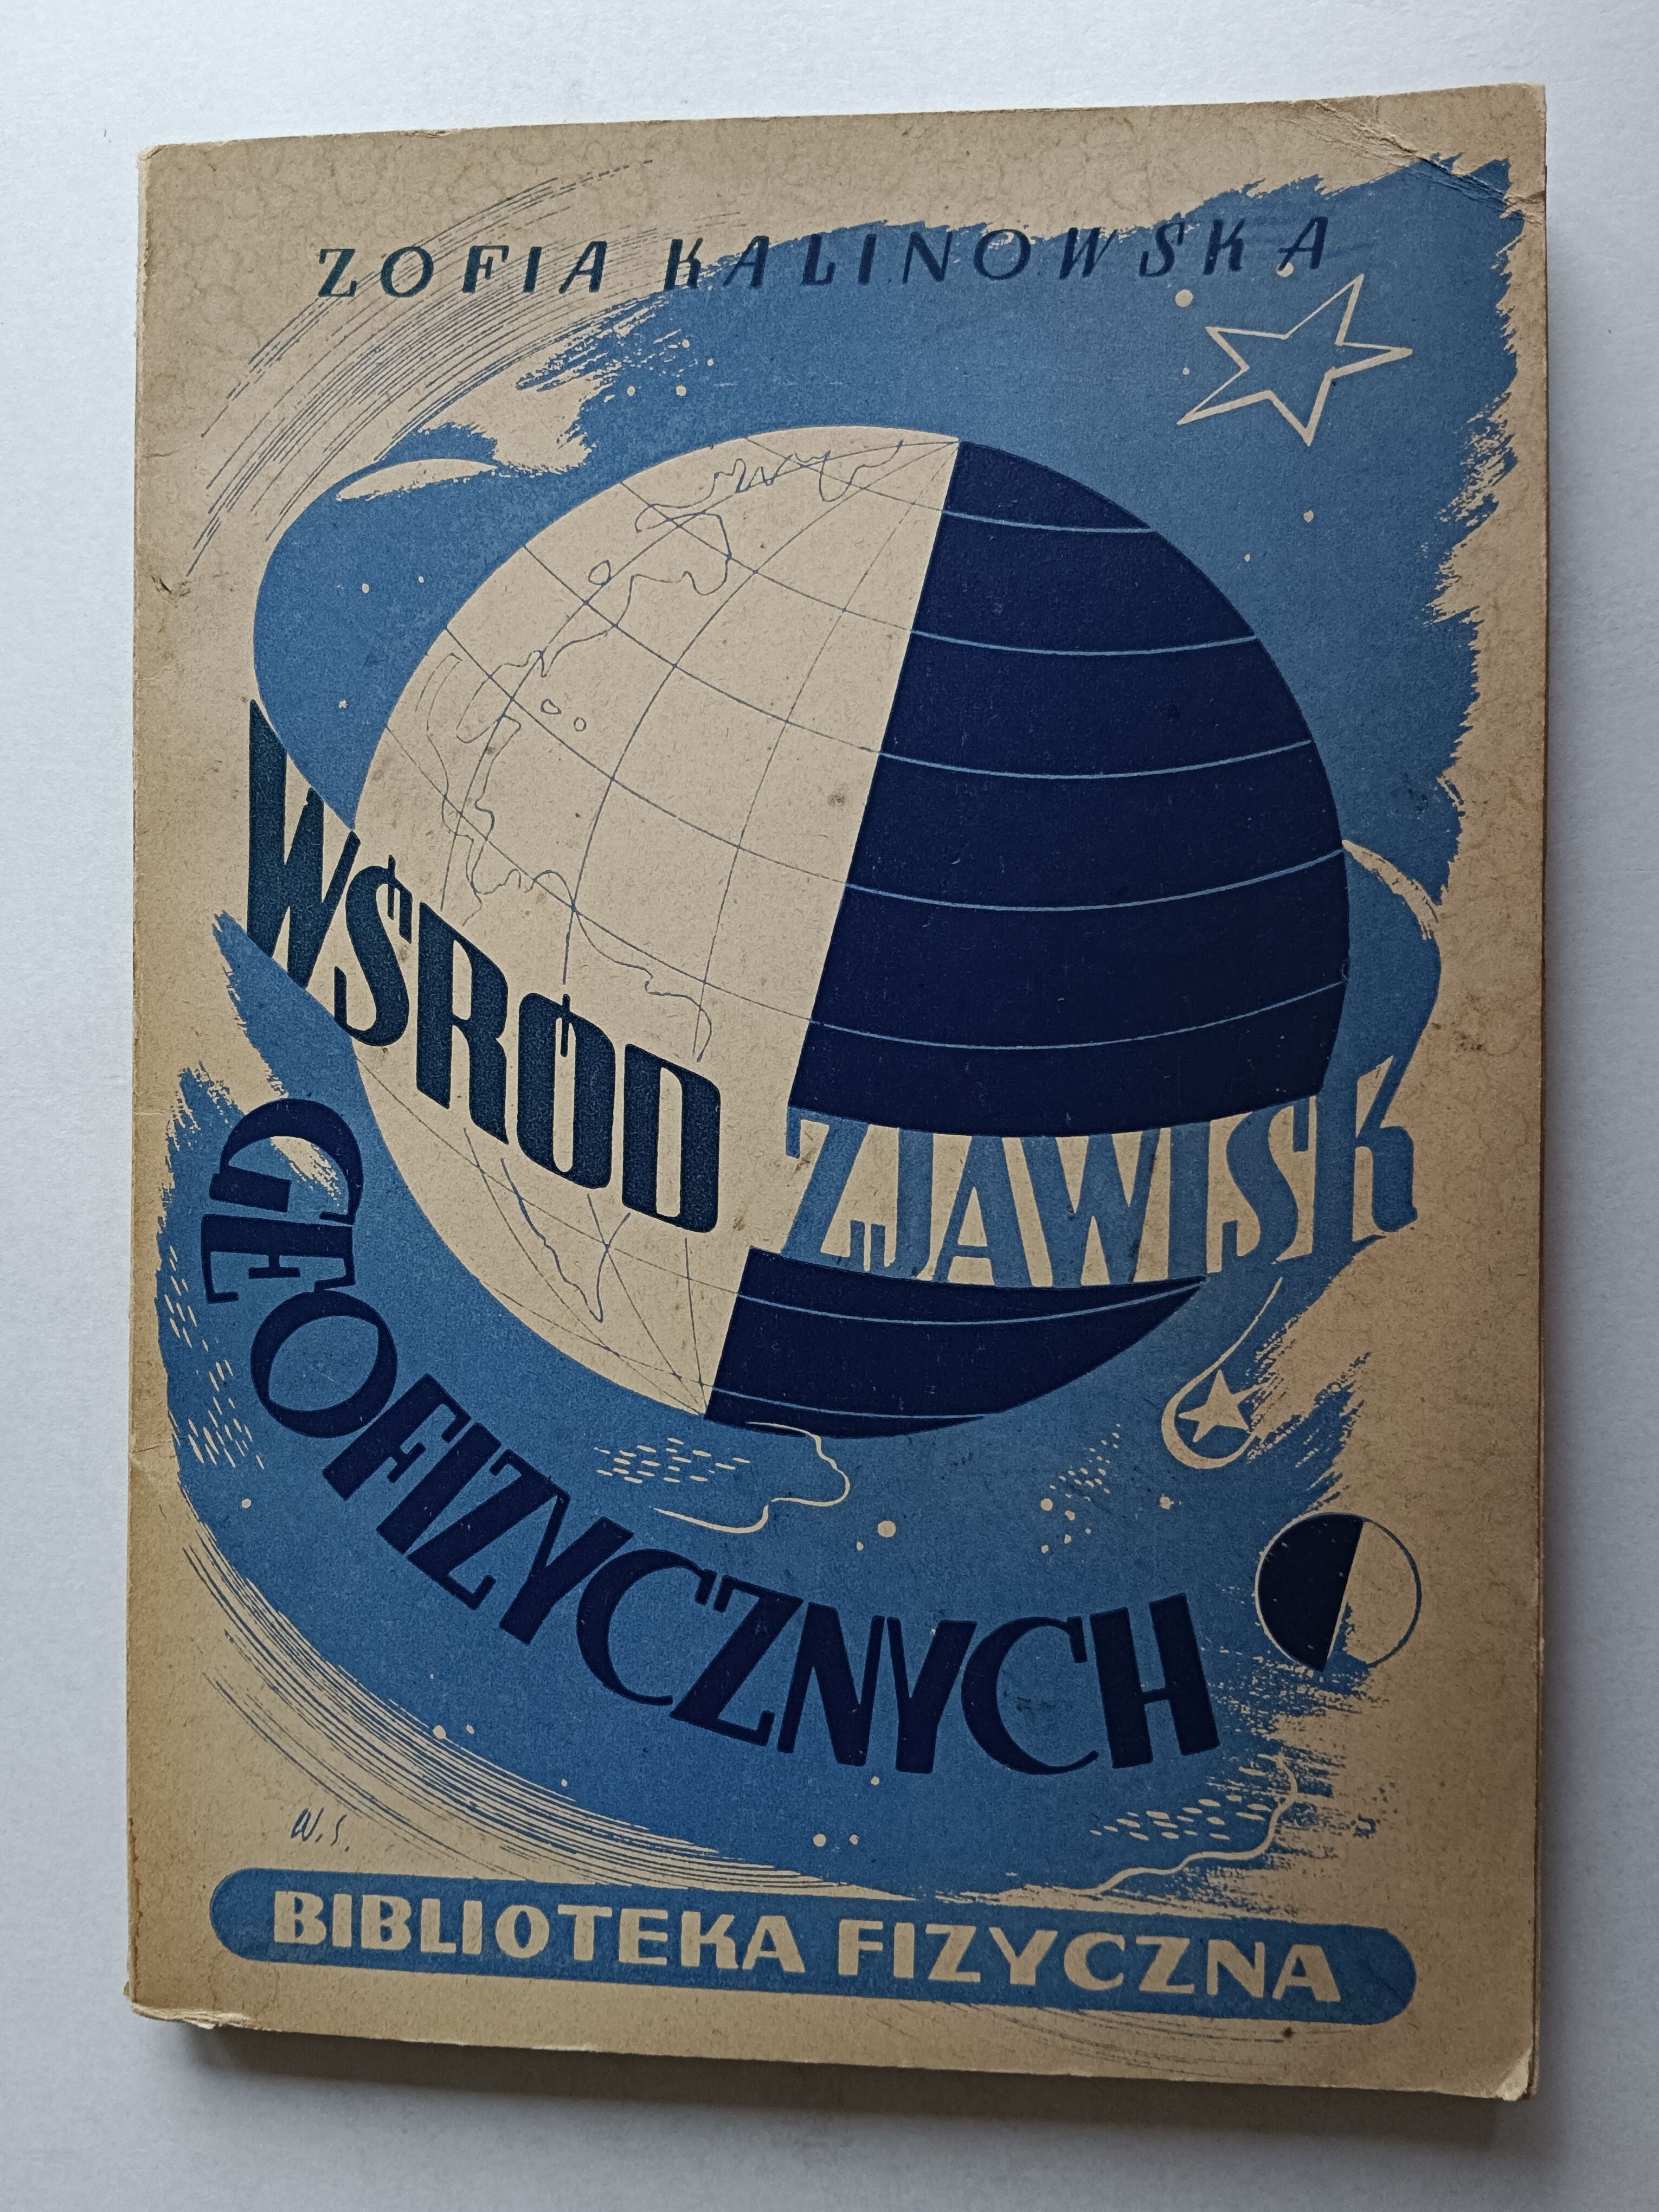 ZOFIA KALINOWSKA
WŚRÓD ZJAWISK
GEOFIZYCZNYCH
W.S.
BIBLIOTEKA FIZYCZNA